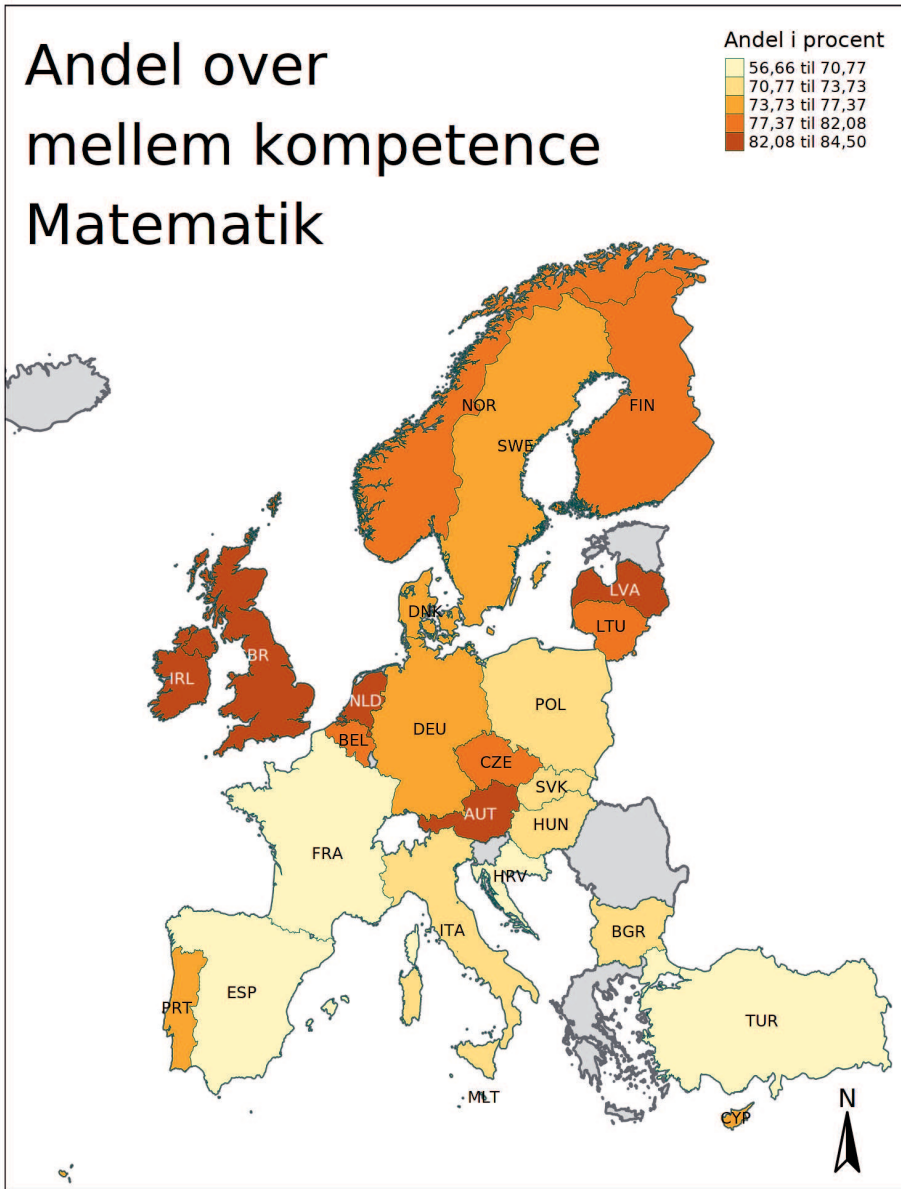 Andel over
mellem kompetence
Matematik
Andel i procent
56,66 til 70,77
70,77 til 73,73
73,73 til 77,37
77,37 til 82,08
82,08 til 84,50
NOR
FIN
SWE
LVA
DNK
LTU
BR
IRL
NLD
POL
DEU
BEL
CZE
SVK
AUT
HUN
FRA
HRV
ITA
BGR
ESP
PRT
TUR
MLT
N
CYP